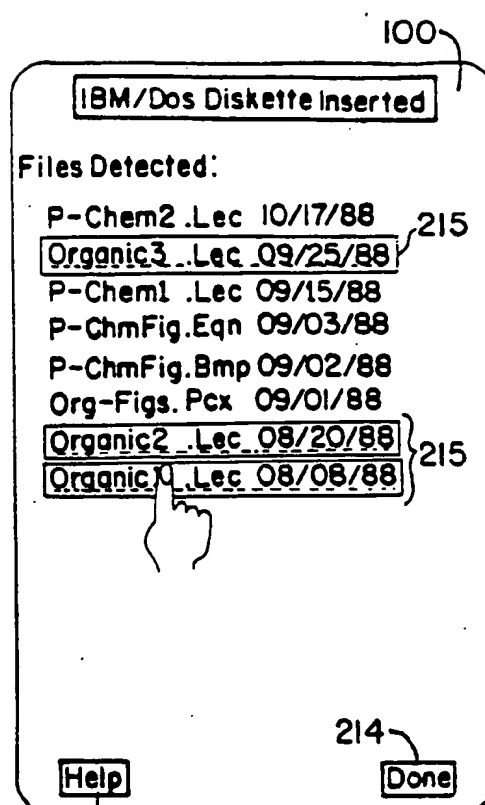 100
IBM/Dos Diskette Inserted
Files Detected:
P-Chem2 .Lec 10/17/88
215
Organic3 .Lec 09/25/88
P-Chem1 .Lec 09/15/88
P-ChmFig.Eqn 09/03/88
P-ChmFig.Bmp 09/02/88
Org-Figs.Pcx 09/01/88
Organic2 .Lec 08/20/88
215
Organic .Lec 08/08/88
214
Help Done